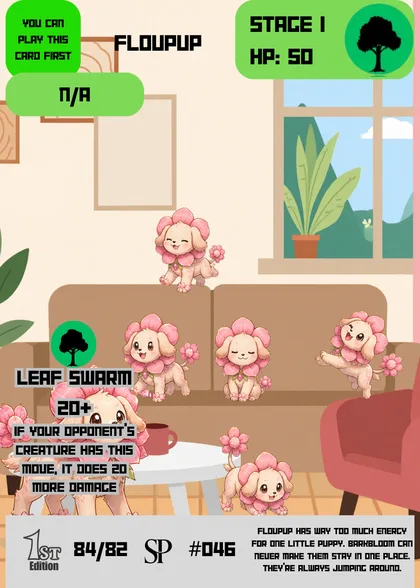 YOU CAN
PLAY THIS
CARD FIRST
FLOUPUP
STAGE 1
HP: 50
N/A
LEAF SWARM
20+
IF YOUR OPPONENT'S
CREATURE HAS THIS
MOVE, IT DOES 20
MORE DAMAGE
1ST
Edition
84/82
SP
#046
FLOUPUP HAS WAY TOO MUCH ENERGY
FOR ONE LITTLE PUPPY. BARKBLOOM CAN
NEVER MAKE THEM STAY IN ONE PLACE.
THEY'RE ALWAYS JUMPING AROUND.